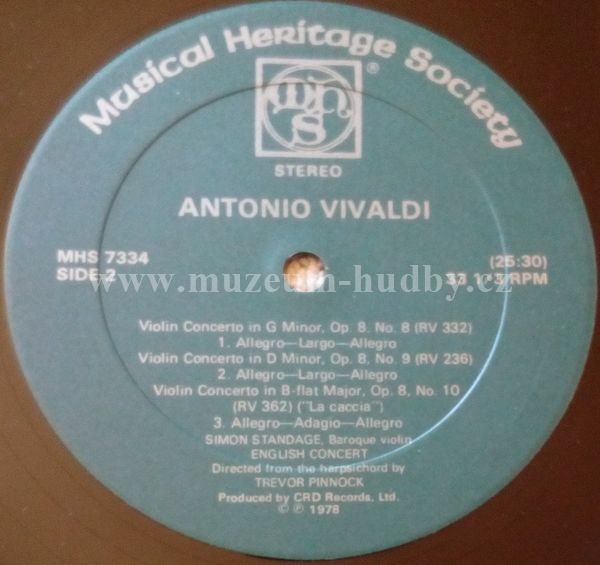 Musical Heritage Society
mhs
®
STEREO
ANTONIO VIVALDI
MHS 7334
SIDE 2
(25:30)
33 1/3 RPM
www.muzeum-hudby.cz
Violin Concerto in G Minor, Op. 8, No. 8 (RV 332)
1. Allegro—Largo—Allegro
Violin Concerto in D Minor, Op. 8, No. 9 (RV 236)
2. Allegro—Largo—Allegro
Violin Concerto in B-flat Major, Op. 8, No. 10
(RV 362) ("La caccia")
3. Allegro—Adagio—Allegro
SIMON STANDAGE, Baroque violin
ENGLISH CONCERT
Directed from the harpsichord by
TREVOR PINNOCK
Produced by CRD Records, Ltd.
© ℗ 1978